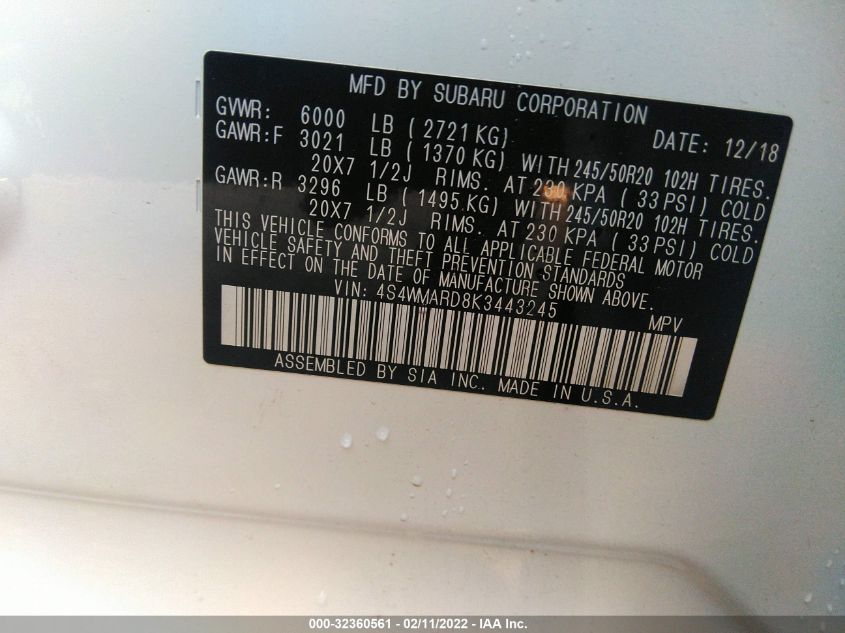 MFD BY SUBARU CORPORATION
GVWR: 6000 LB ( 2721 KG) DATE: 12/18
GAWR:F 3021 LB ( 1370 KG) WITH 245/50R20 102H TIRES.
20X7 1/2J RIMS. AT 230 KPA ( 33 PSI) COLD
GAWR:R 3296 LB ( 1495.KG) WITH 245/50R20 102H TIRES.
20X7 1/2J RIMS. AT 230 KPA ( 33 PSI) COLD
THIS VEHICLE CONFORMS TO ALL APPLICABLE FEDERAL MOTOR
VEHICLE SAFETY AND THEFT PREVENTION STANDARDS
IN EFFECT ON THE DATE OF MANUFACTURE SHOWN ABOVE.
VIN: 4S4WMARD8K3443245 MPV
ASSEMBLED BY SIA INC. MADE IN U.S.A.
000-32360561 - 02/11/2022 - IAA Inc.